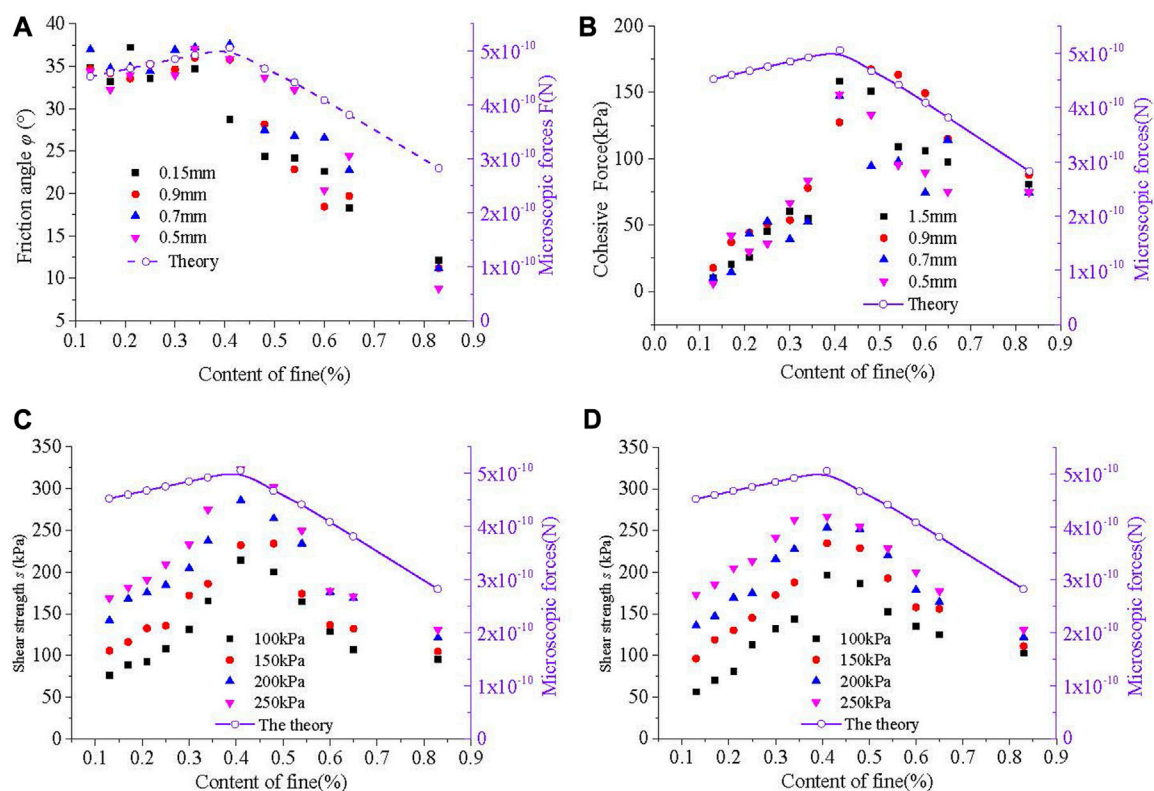 A
Friction angle φ (°)
40
35
30
25
20
15
10
5
0.15mm
0.9mm
0.7mm
0.5mm
Theory
5x10⁻¹⁰
4x10⁻¹⁰
3x10⁻¹⁰
2x10⁻¹⁰
1x10⁻¹⁰
0
Microscopic forces F(N)
0.1 0.2 0.3 0.4 0.5 0.6 0.7 0.8 0.9
Content of fine(%)
B
Cohesive Force(kPa)
200
150
100
50
0
1.5mm
0.9mm
0.7mm
0.5mm
Theory
5x10⁻¹⁰
4x10⁻¹⁰
3x10⁻¹⁰
2x10⁻¹⁰
1x10⁻¹⁰
0
Microscopic forces(N)
0.0 0.1 0.2 0.3 0.4 0.5 0.6 0.7 0.8 0.9
Content of fine(%)
C
Shear strength s (kPa)
350
300
250
200
150
100
50
0
100kPa
150kPa
200kPa
250kPa
The theory
5x10⁻¹⁰
4x10⁻¹⁰
3x10⁻¹⁰
2x10⁻¹⁰
1x10⁻¹⁰
0
Microscopic forces(N)
0.1 0.2 0.3 0.4 0.5 0.6 0.7 0.8 0.9
Content of fine(%)
D
Shear strength s (kPa)
350
300
250
200
150
100
50
0
100kPa
150kPa
200kPa
250kPa
The theory
5x10⁻¹⁰
4x10⁻¹⁰
3x10⁻¹⁰
2x10⁻¹⁰
1x10⁻¹⁰
0
Microscopic forces(N)
0.1 0.2 0.3 0.4 0.5 0.6 0.7 0.8 0.9
Content of fine(%)